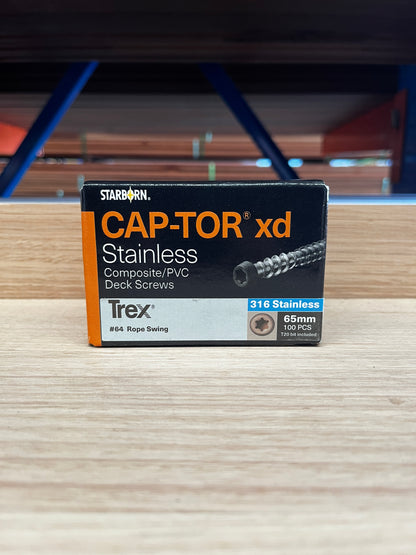 STARBORN®
CAP-TOR® xd
Stainless
Composite/PVC
Deck Screws
Trex®
#64 Rope Swing
316 Stainless
65mm
100 PCS
T20 bit included